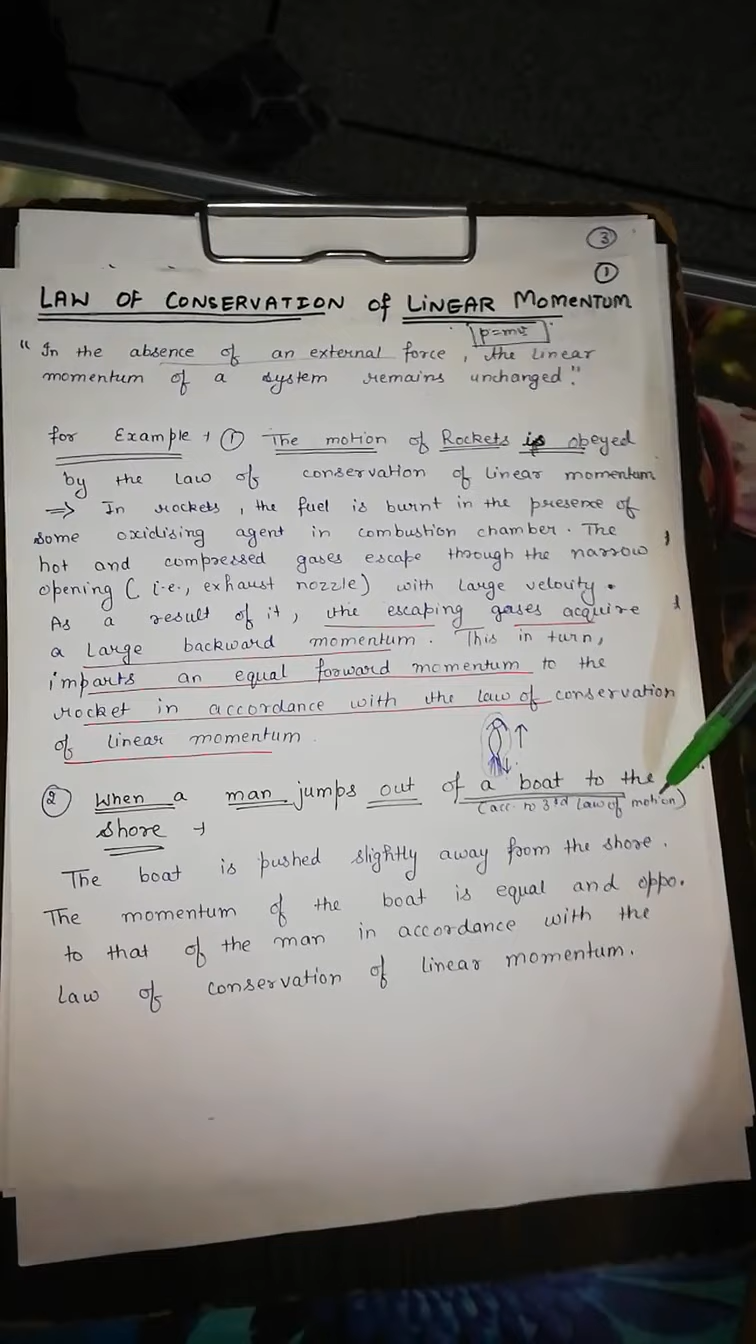 ③
①
LAW OF CONSERVATION of LINEAR MOMENTUM
p=mv
"In the absence of an external force, the linear
momentum of a system remains unchanged."
for Example → ① The motion of Rockets is obeyed
by the law of conservation of linear momentum
⇒ In rockets, the fuel is burnt in the presence of
some oxidising agent in combustion chamber. The
hot and compressed gases escape through the narrow
opening (i.e., exhaust nozzle) with large velocity.
As a result of it, the escaping gases acquire
a large backward momentum. This in turn,
imparts an equal forward momentum to the
rocket in accordance with the law of conservation
of linear momentum.
② When a man jumps out of a boat to the
(acc. to 3rd law of motion)
shore →
The boat is pushed slightly away from the shore.
The momentum of the boat is equal and oppo.
to that of the man in accordance with the
law of conservation of linear momentum.